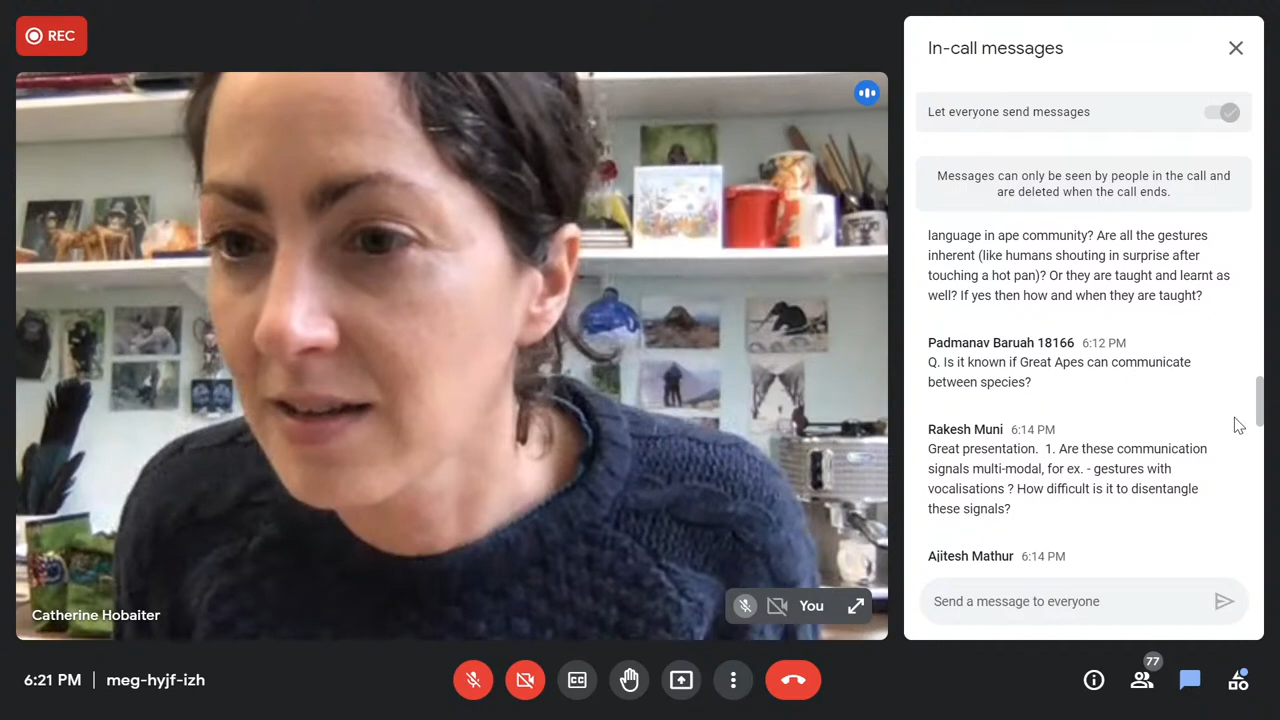 REC
Catherine Hobaiter
You
6:21 PM | meg-hyjf-izh
CC
77
In-call messages
Let everyone send messages
Messages can only be seen by people in the call and
are deleted when the call ends.
language in ape community? Are all the gestures
inherent (like humans shouting in surprise after
touching a hot pan)? Or they are taught and learnt as
well? If yes then how and when they are taught?
Padmanav Baruah 18166 6:12 PM
Q. Is it known if Great Apes can communicate
between species?
Rakesh Muni 6:14 PM
Great presentation. 1. Are these communication
signals multi-modal, for ex. - gestures with
vocalisations ? How difficult is it to disentangle
these signals?
Ajitesh Mathur 6:14 PM
Send a message to everyone